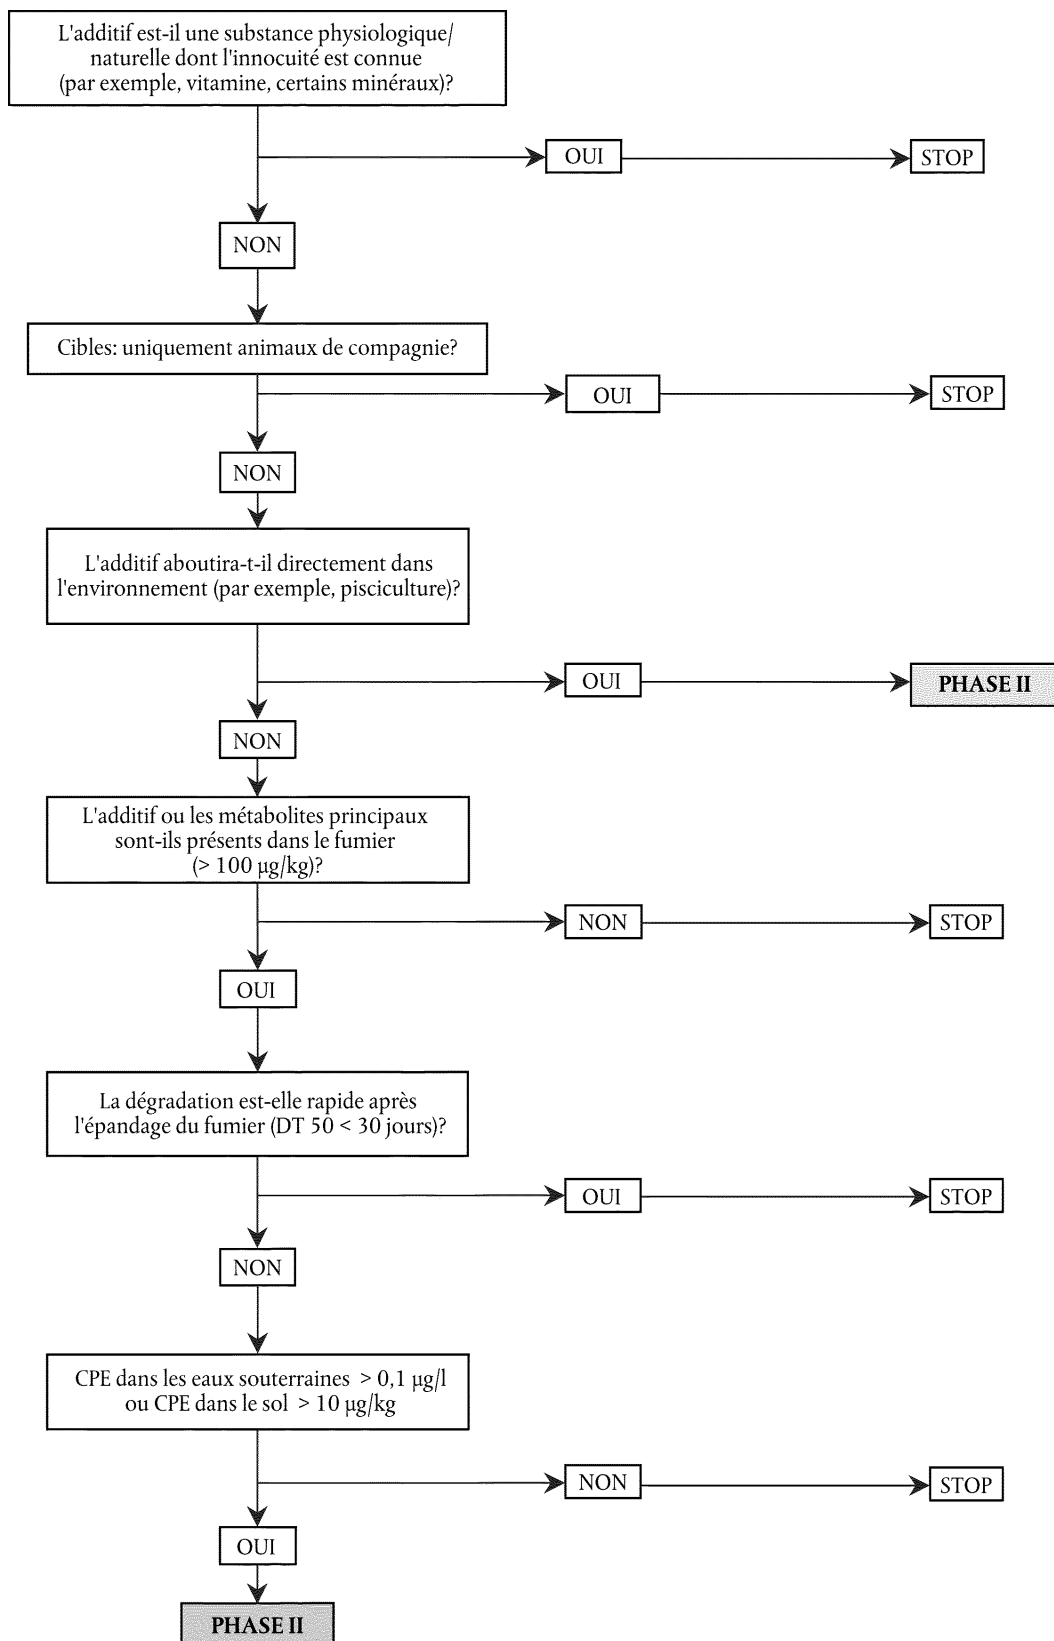 L'additif est-il une substance physiologique/
naturelle dont l'innocuité est connue
(par exemple, vitamine, certains minéraux)?
OUI
STOP
NON
Cibles: uniquement animaux de compagnie?
OUI
STOP
NON
L'additif aboutira-t-il directement dans
l'environnement (par exemple, pisciculture)?
OUI
PHASE II
NON
L'additif ou les métabolites principaux
sont-ils présents dans le fumier
(> 100 µg/kg)?
NON
STOP
OUI
La dégradation est-elle rapide après
l'épandage du fumier (DT 50 < 30 jours)?
OUI
STOP
NON
CPE dans les eaux souterraines > 0,1 µg/l
ou CPE dans le sol > 10 µg/kg
NON
STOP
OUI
PHASE II